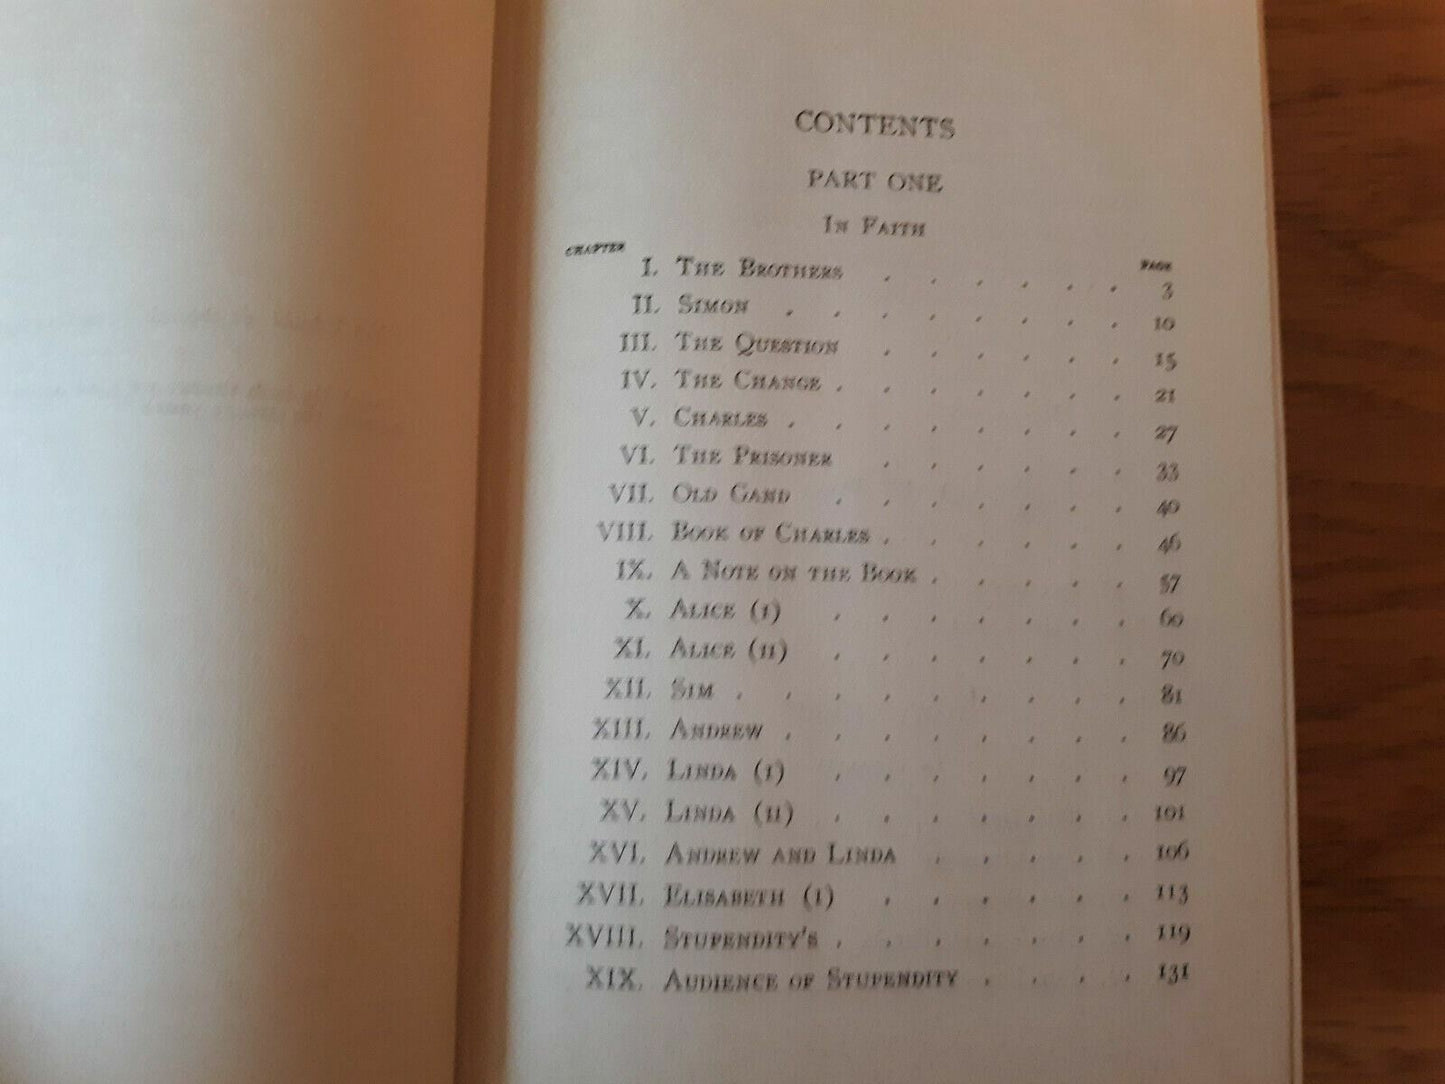 CONTENTS
PART ONE
In Faith
CHAPTER PAGE
I. The Brothers . . . . . . 3
II. Simon . . . . . . . . 10
III. The Question . . . . . . 15
IV. The Change . . . . . . . 21
V. Charles . . . . . . . . 27
VI. The Prisoner . . . . . . 33
VII. Old Gand . . . . . . . 40
VIII. Book of Charles . . . . . . 46
IX. A Note on the Book . . . . . 57
X. Alice (i) . . . . . . . 60
XI. Alice (ii) . . . . . . . 70
XII. Sim . . . . . . . . . 81
XIII. Andrew . . . . . . . . 86
XIV. Linda (i) . . . . . . . 97
XV. Linda (ii) . . . . . . . 101
XVI. Andrew and Linda . . . . . 106
XVII. Elisabeth (i) . . . . . . 113
XVIII. Stupendity's . . . . . . . 119
XIX. Audience of Stupendity . . . . 131